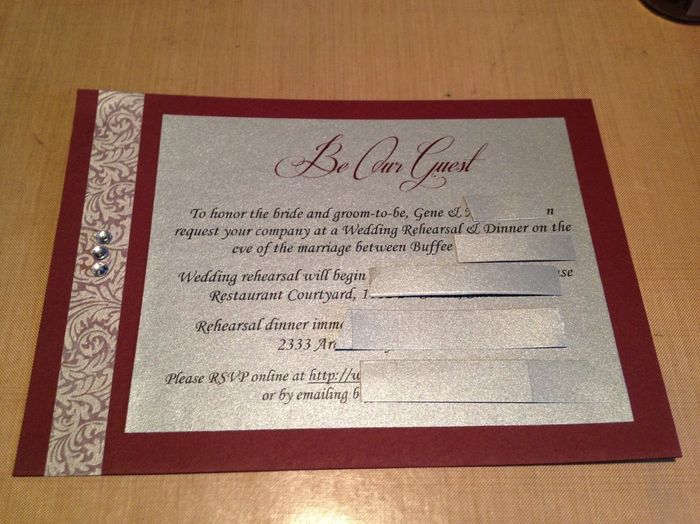 Be Our Guest
To honor the bride and groom-to-be, Gene &
request your company at a Wedding Rehearsal & Dinner on the
eve of the marriage between Buffee
Wedding rehearsal will begin
Restaurant Courtyard,
Rehearsal dinner
2333
Please RSVP online at http://w
or by emailing